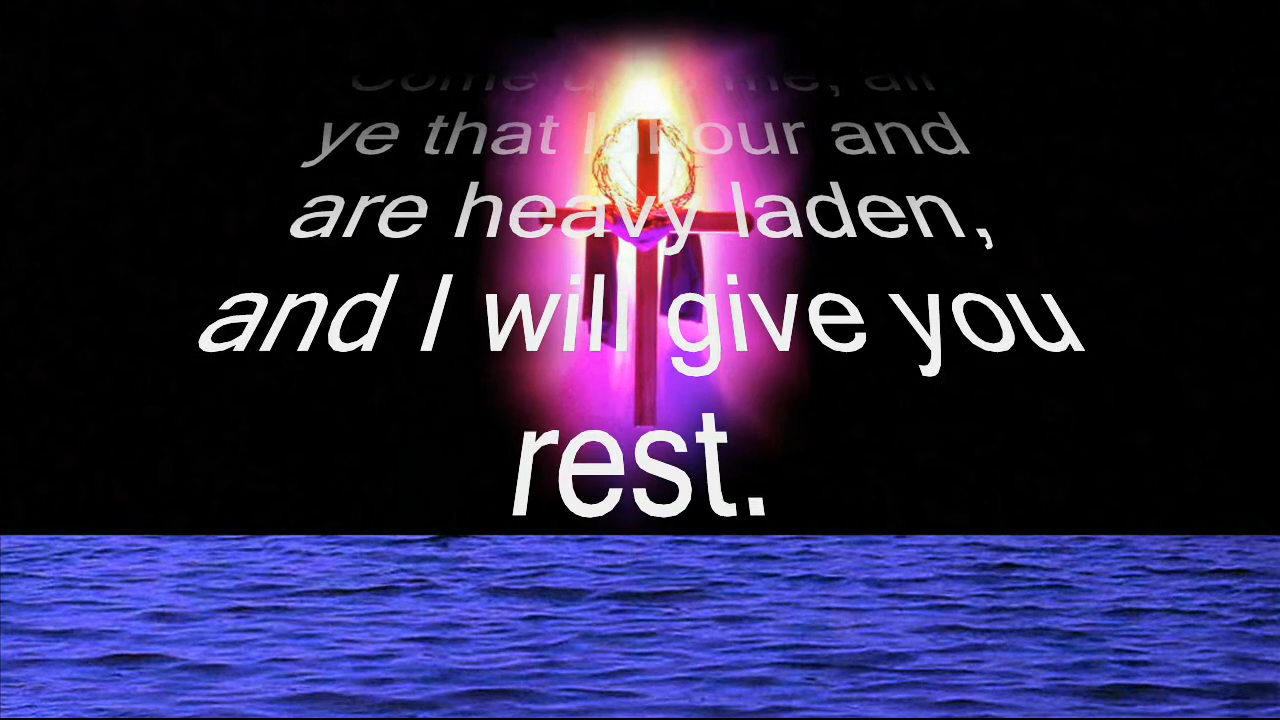 Come unto me, all
ye that labour and
are heavy laden,
and I will give you
rest.